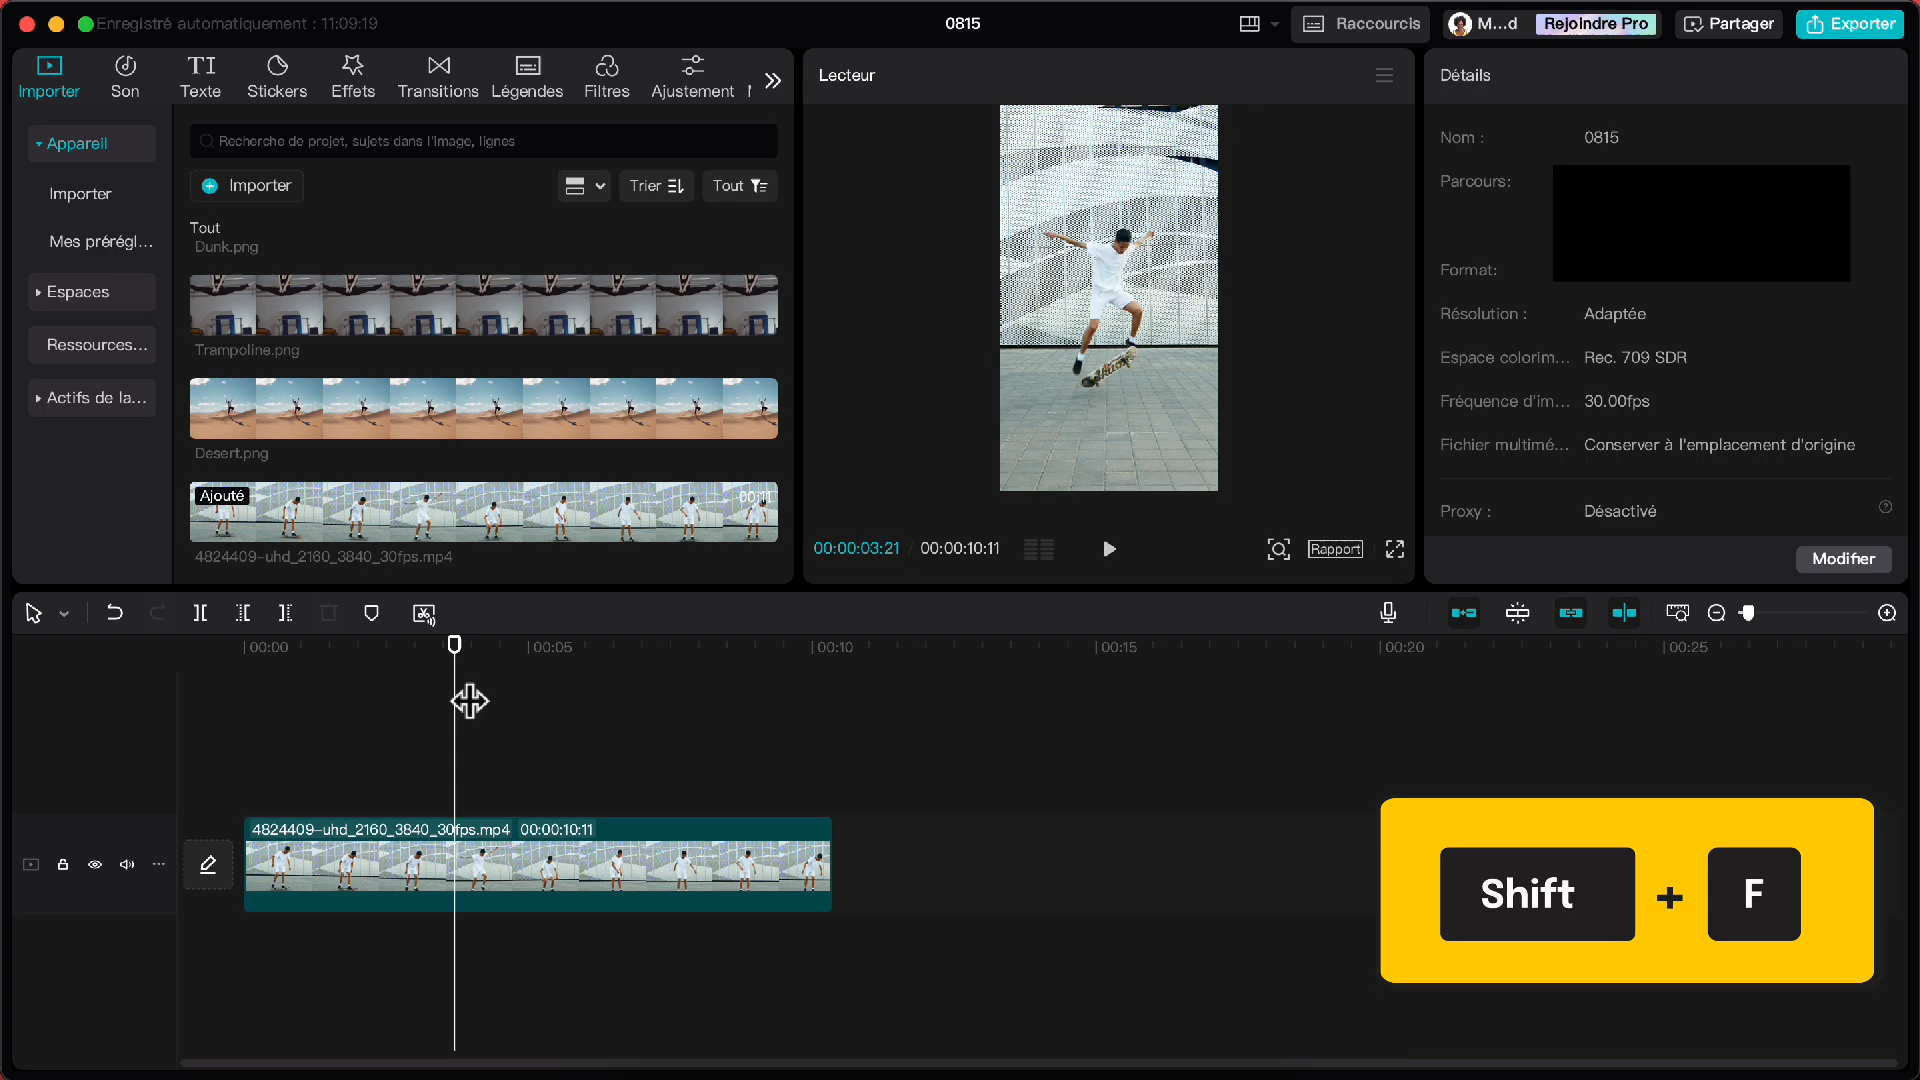 Enregistré automatiquement : 11:09:19
0815
Raccourcis
M...d
Rejoindre Pro
Partager
Exporter
Importer
Son
Texte
Stickers
Effets
Transitions
Légendes
Filtres
Ajustement
Appareil
Importer
Mes prérégl...
Espaces
Ressources...
Actifs de la...
Recherche de projet, sujets dans l'image, lignes
Importer
Trier
Tout
Tout
Dunk.png
Trampoline.png
Desert.png
Ajouté
00:11
4824409-uhd_2160_3840_30fps.mp4
Lecteur
00:00:03:21 / 00:00:10:11
Rapport
Détails
Nom : 0815
Parcours:
Format:
Résolution : Adaptée
Espace colorim... Rec. 709 SDR
Fréquence d'im... 30.00fps
Fichier multimé... Conserver à l'emplacement d'origine
Proxy : Désactivé
Modifier
00:00
00:05
00:10
00:15
00:20
00:25
4824409-uhd_2160_3840_30fps.mp4 00:00:10:11
Shift + F